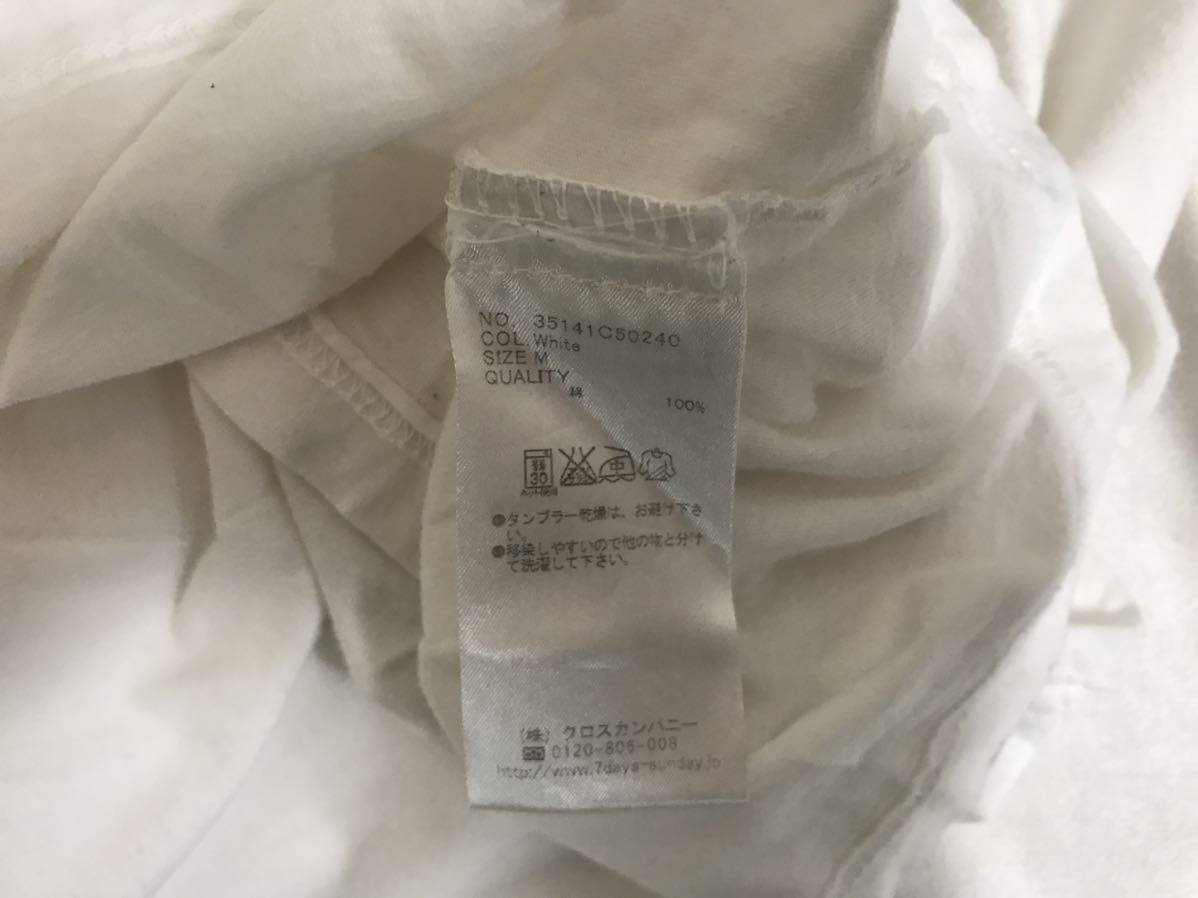 NO. 35141C50240
COL. White
SIZE M
QUALITY
綿 100%
30
中
●タンブラー乾燥は、お避け下さ
い。
●移染しやすいので他の物と分け
て洗濯して下さい。
(株) クロスカンパニー
0120-806-008
http://www.7days-sunday.jp